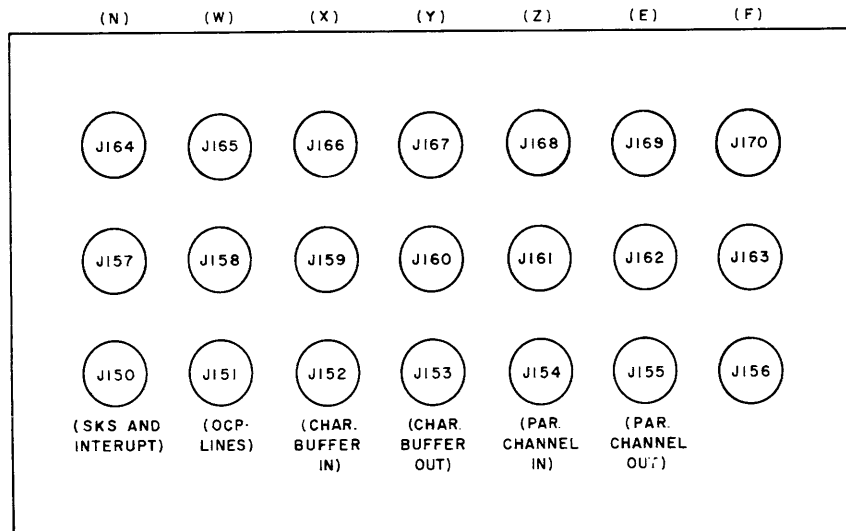 (N) (W) (X) (Y) (Z) (E) (F)
J164 J165 J166 J167 J168 J169 J170
J157 J158 J159 J160 J161 J162 J163
J150 J151 J152 J153 J154 J155 J156
(SKS AND (OCP- (CHAR. (CHAR. (PAR. (PAR.
INTERUPT) LINES) BUFFER BUFFER CHANNEL CHANNEL
IN) OUT) IN) OUT)